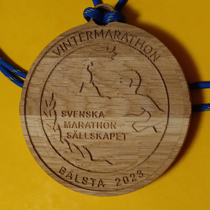 VINTERMARATHON
SVENSKA
MARATHON
SÄLLSKAPET
BÅLSTA 2023